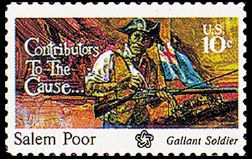 Contributors
To The
Cause...
U.S.
10c
Salem Poor
Gallant Soldier